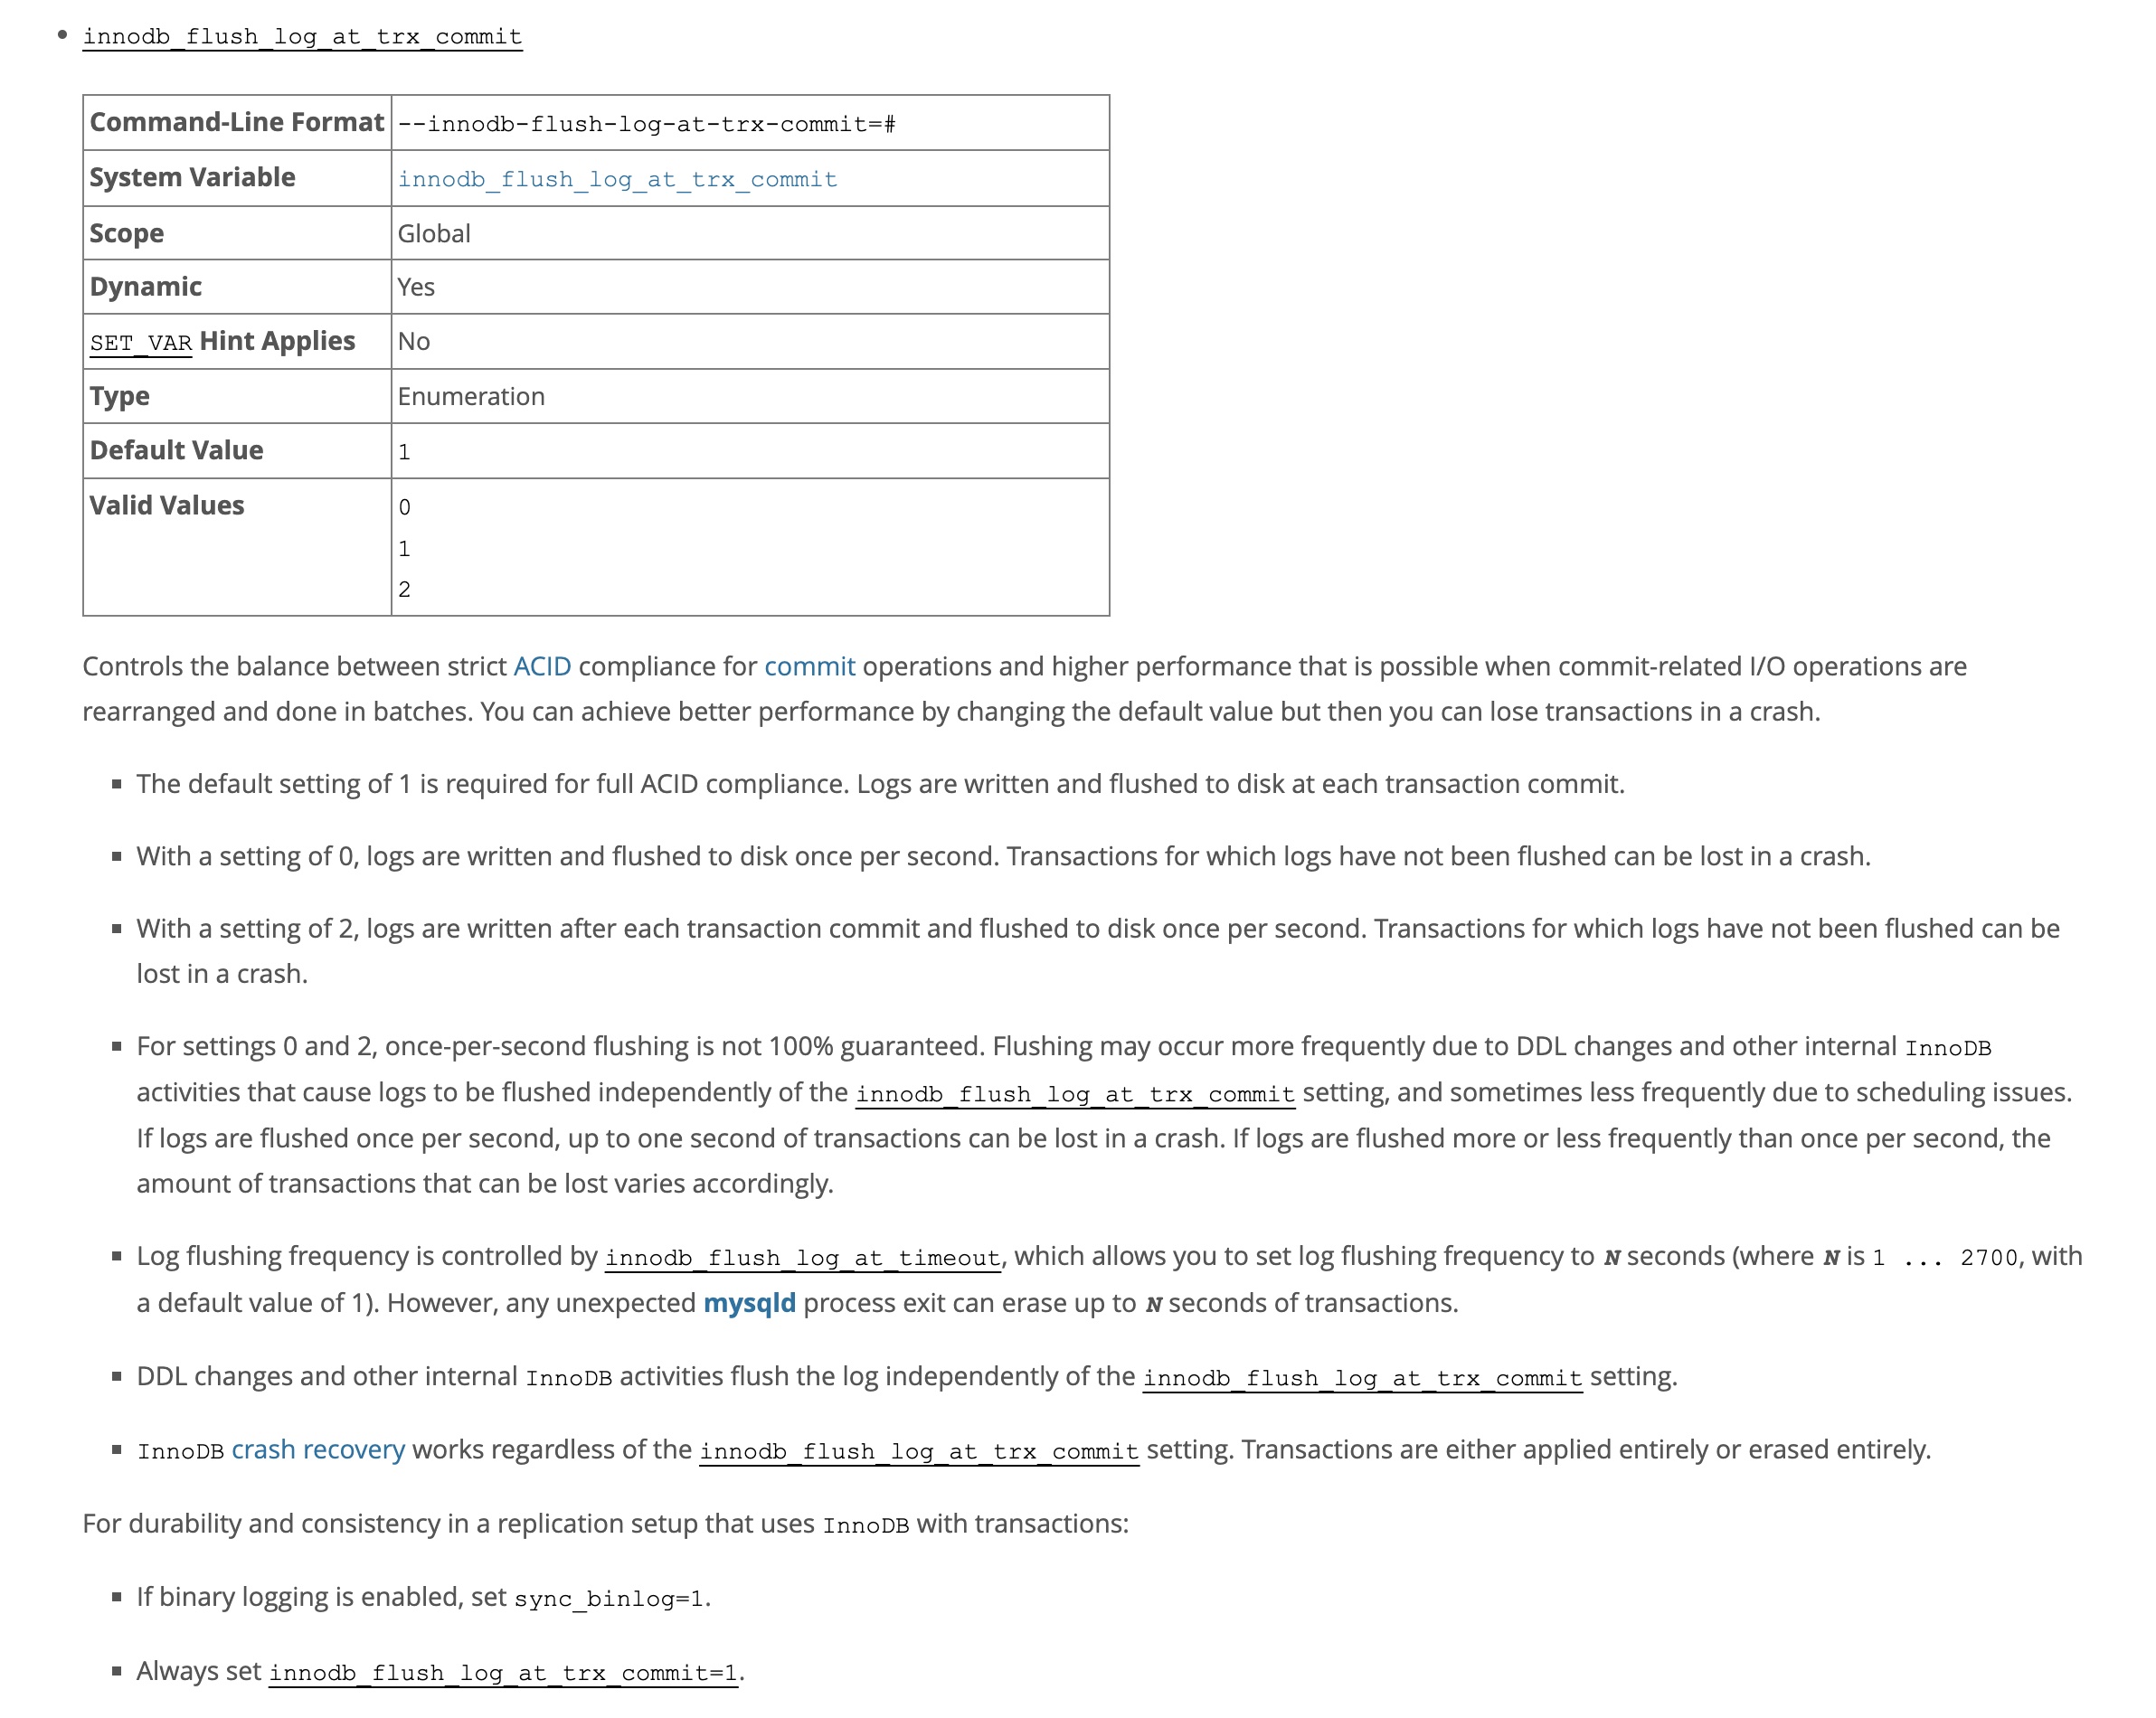 innodb_flush_log_at_trx_commit
Command-Line Format --innodb-flush-log-at-trx-commit=#
System Variable innodb_flush_log_at_trx_commit
Scope Global
Dynamic Yes
SET_VAR Hint Applies No
Type Enumeration
Default Value 1
Valid Values 0
1
2
Controls the balance between strict ACID compliance for commit operations and higher performance that is possible when commit-related I/O operations are
rearranged and done in batches. You can achieve better performance by changing the default value but then you can lose transactions in a crash.
The default setting of 1 is required for full ACID compliance. Logs are written and flushed to disk at each transaction commit.
With a setting of 0, logs are written and flushed to disk once per second. Transactions for which logs have not been flushed can be lost in a crash.
With a setting of 2, logs are written after each transaction commit and flushed to disk once per second. Transactions for which logs have not been flushed can be
lost in a crash.
For settings 0 and 2, once-per-second flushing is not 100% guaranteed. Flushing may occur more frequently due to DDL changes and other internal InnoDB
activities that cause logs to be flushed independently of the innodb_flush_log_at_trx_commit setting, and sometimes less frequently due to scheduling issues.
If logs are flushed once per second, up to one second of transactions can be lost in a crash. If logs are flushed more or less frequently than once per second, the
amount of transactions that can be lost varies accordingly.
Log flushing frequency is controlled by innodb_flush_log_at_timeout, which allows you to set log flushing frequency to N seconds (where N is 1 ... 2700, with
a default value of 1). However, any unexpected mysqld process exit can erase up to N seconds of transactions.
DDL changes and other internal InnoDB activities flush the log independently of the innodb_flush_log_at_trx_commit setting.
InnoDB crash recovery works regardless of the innodb_flush_log_at_trx_commit setting. Transactions are either applied entirely or erased entirely.
For durability and consistency in a replication setup that uses InnoDB with transactions:
If binary logging is enabled, set sync_binlog=1.
Always set innodb_flush_log_at_trx_commit=1.